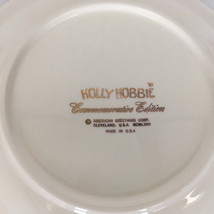 HOLLY HOBBIE
Commemorative Edition
© AMERICAN GREETINGS CORP.
CLEVELAND, U.S.A.
MADE IN U.S.A.